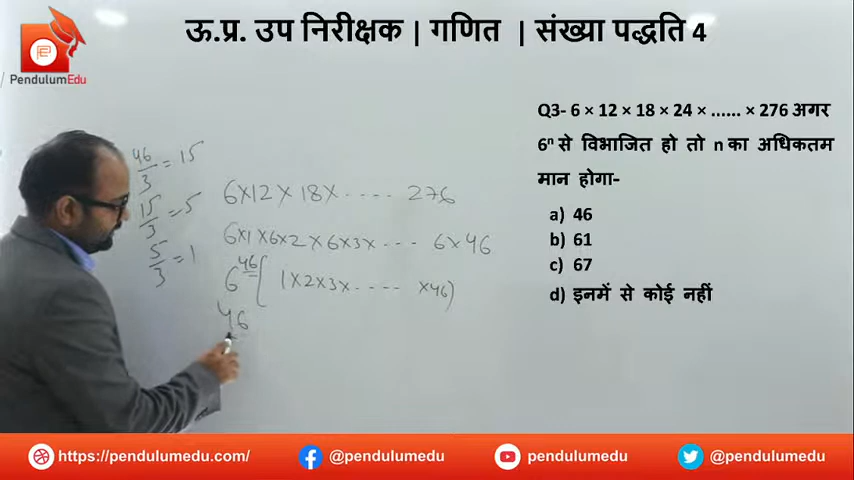 ऊ.प्र. उप निरीक्षक | गणित | संख्या पद्धति 4
PendulumEdu
Q3- 6 × 12 × 18 × 24 × ...... × 276 अगर
6ⁿ से विभाजित हो तो n का अधिकतम
मान होगा-
a) 46
b) 61
c) 67
d) इनमें से कोई नहीं
46/3 = 15
15/3 = 5
5/3 = 1
6×12×18×.... 276
6×1×6×2×6×3×... 6×46
6^46 [ 1×2×3×..... ×46)
46
https://pendulumedu.com/
@pendulumedu
pendulumedu
@pendulumedu